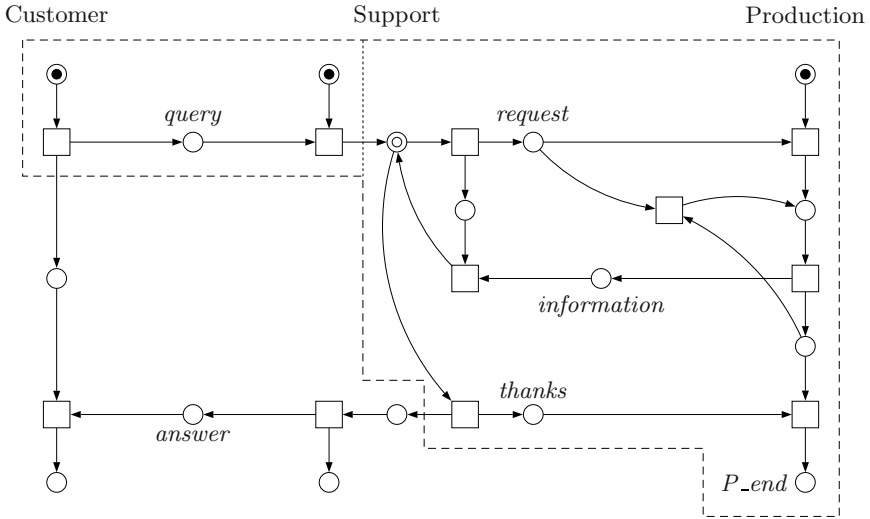 Customer Support Production
query request
information
thanks
answer
P_end